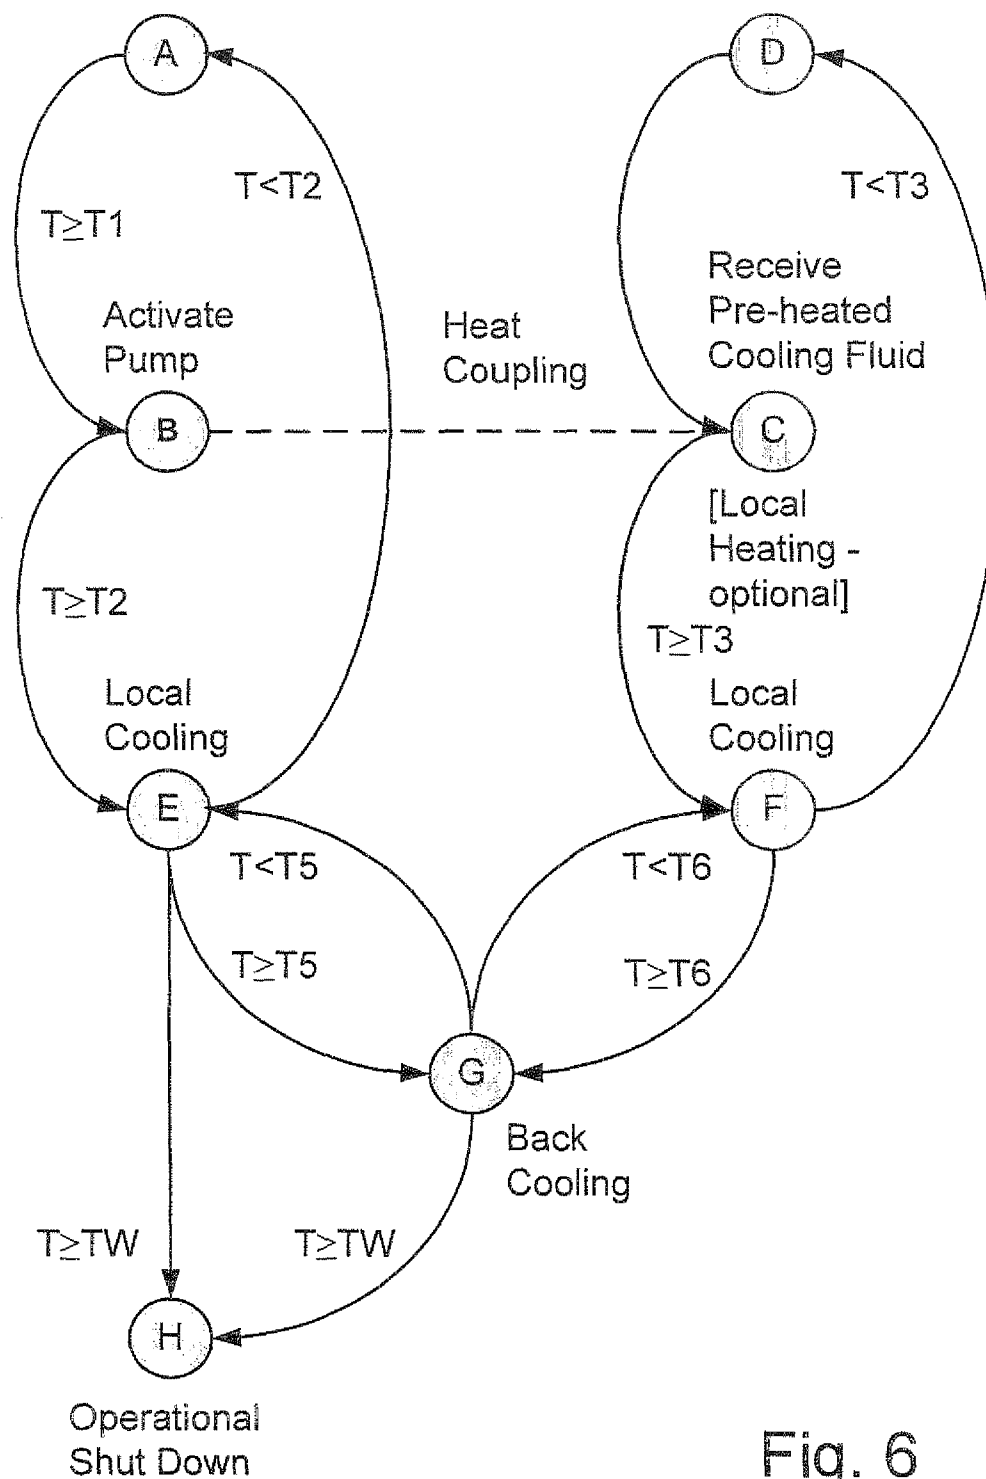 A
D
T<T2
T<T3
T≥T1
Receive
Pre-heated
Cooling Fluid
Activate
Pump
Heat
Coupling
B
C
[Local
Heating -
optional]
T≥T2
T≥T3
Local
Cooling
Local
Cooling
E
F
T<T5
T<T6
T≥T5
T≥T6
G
Back
Cooling
T≥TW
T≥TW
H
Operational
Shut Down
Fig. 6